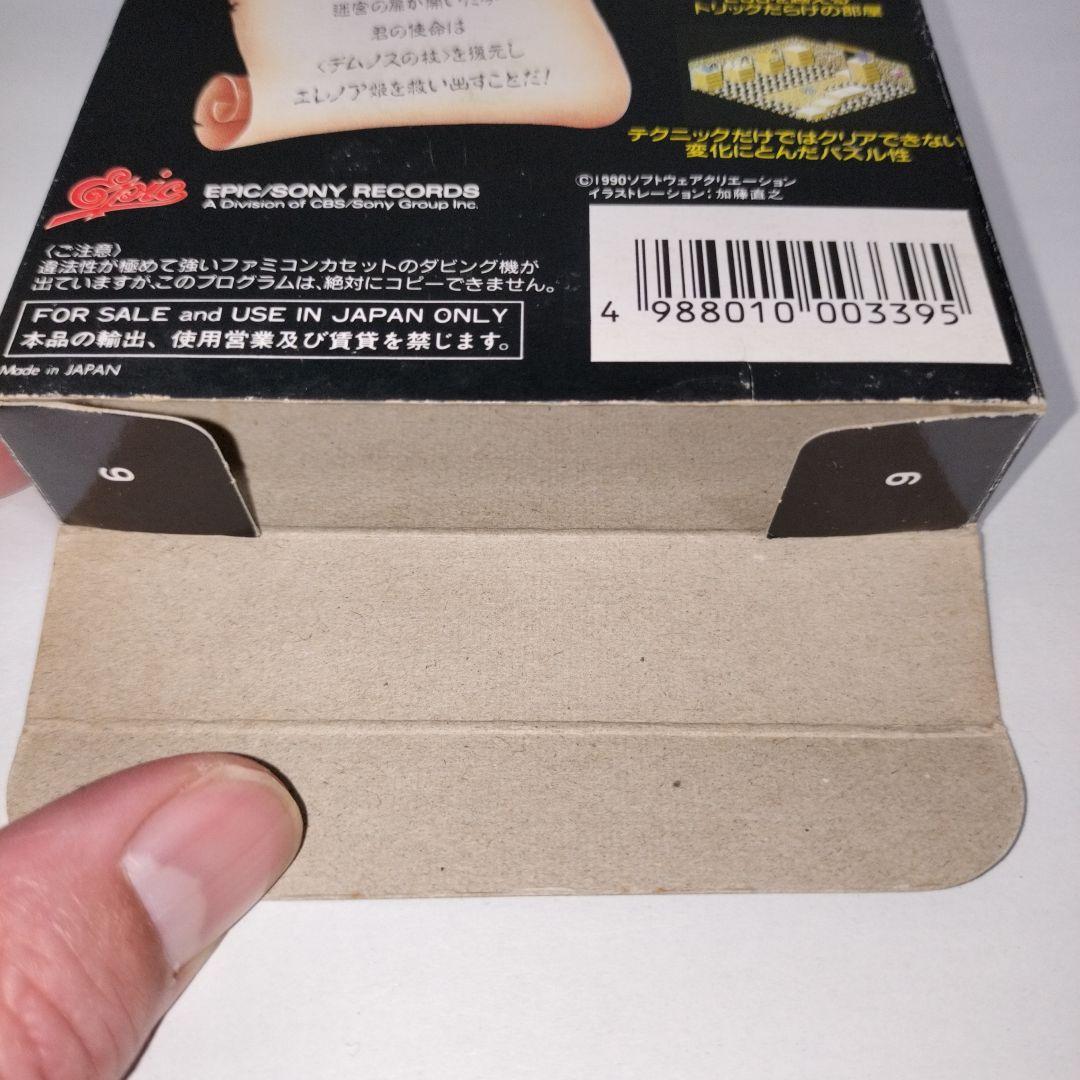 迷宮の扉が開いたか
君の使命は
〈デムノスの杖〉を復元し
エレノア姫を救い出すことだ!
トリックだらけの部屋
テクニックだけではクリアできない
変化にとんだパズル性
Epic
EPIC/SONY RECORDS
A Division of CBS/Sony Group Inc.
©1990ソフトウェアクリエーション
イラストレーション:加藤直之
〈ご注意〉
違法性が極めて強いファミコンカセットのダビング機が
出ていますが、このプログラムは、絶対にコピーできません。
FOR SALE and USE IN JAPAN ONLY
本品の輸出、使用営業及び賃貸を禁じます。
Made in JAPAN
4 988010 003395
9
9